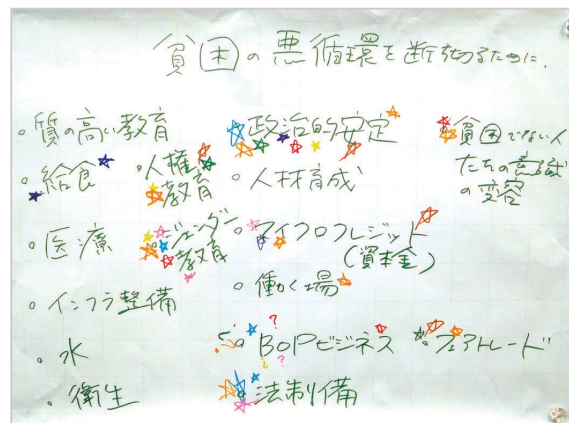 貧困の悪循環を断ち切るために.
。質の高い教育
。給食
。医療
。インフラ整備
。水
。衛生
・人権
教育
ジェンダー
教育
政治的安定
。人材育成
。マイクロクレジット
(資本金)
。働く場
BOPビジネス
????
法制備
貧困でない人
たちの意識
の変容
フェアトレード